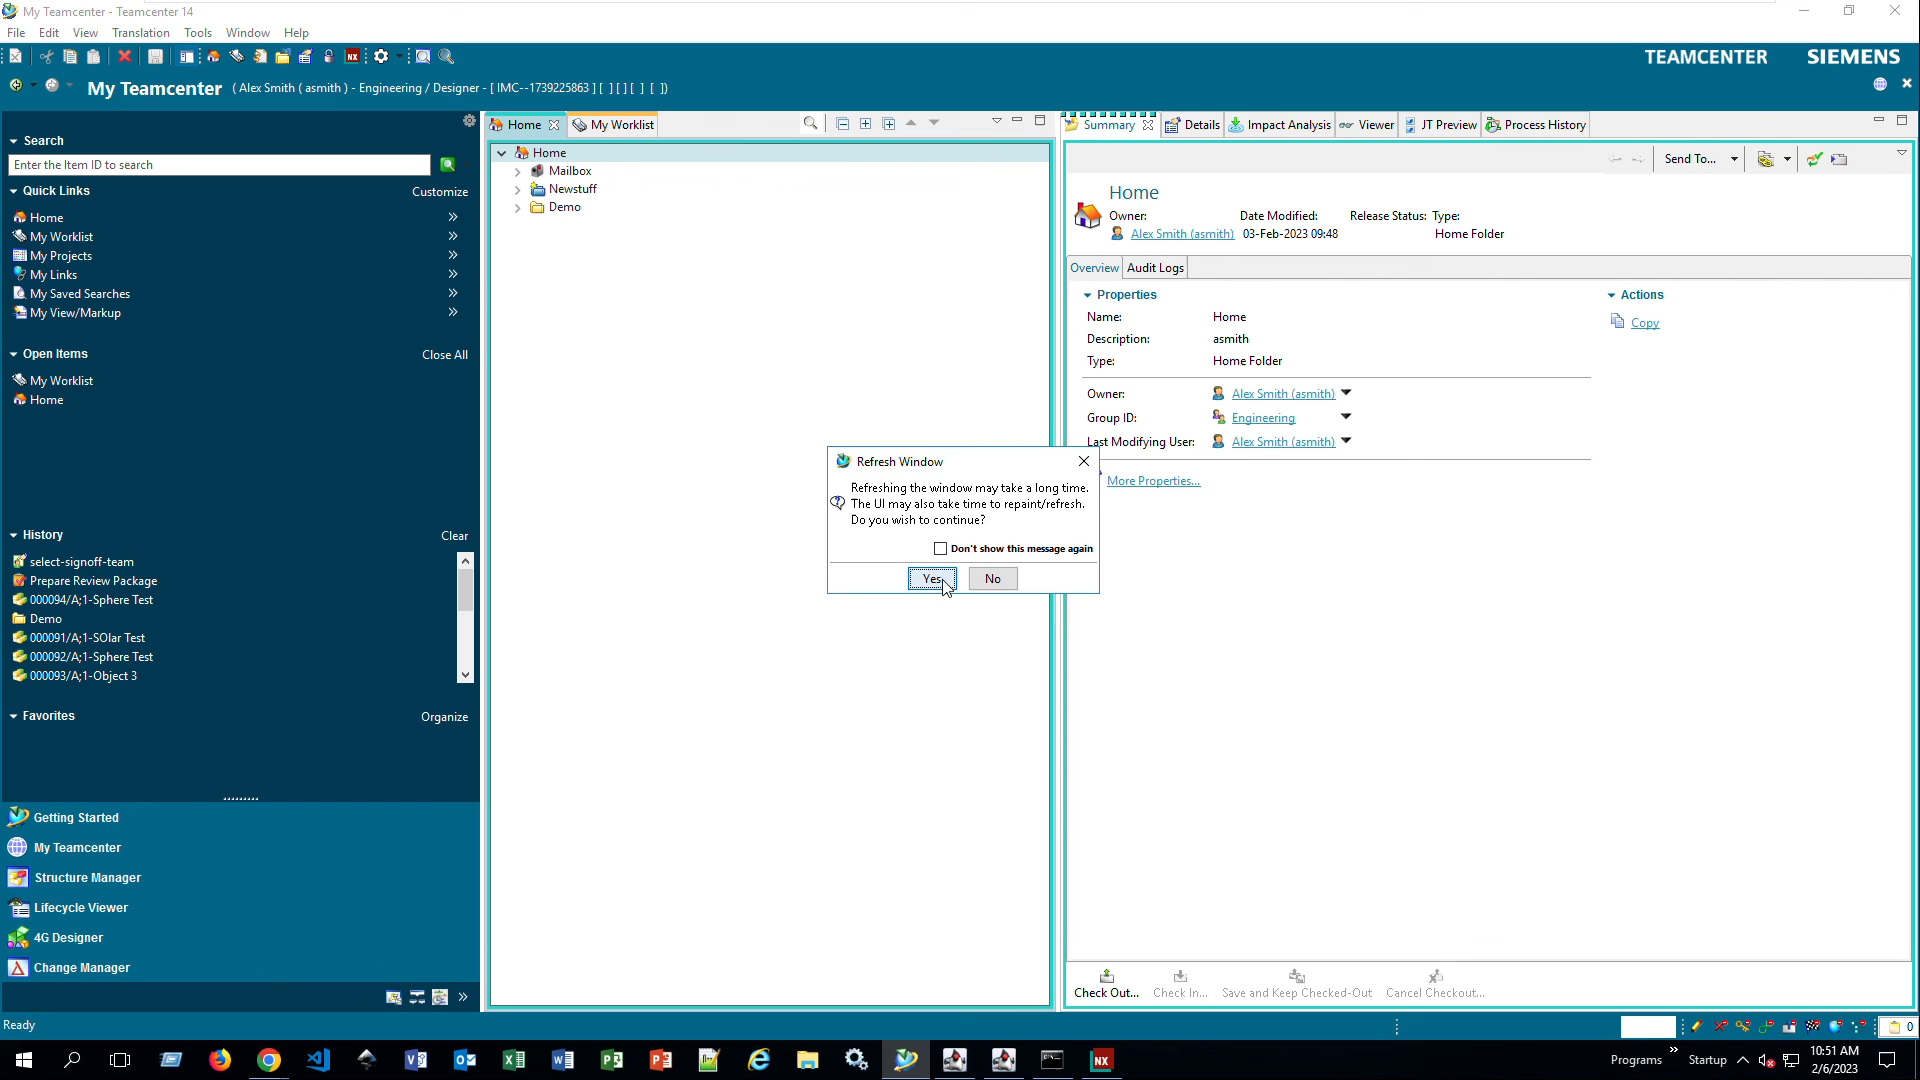 My Teamcenter - Teamcenter 14
File Edit View Translation Tools Window Help
TEAMCENTER SIEMENS
My Teamcenter ( Alex Smith ( asmith ) - Engineering / Designer - [ IMC--1739225863 ] [ ] [ ] [ ] [ ])
Search
Enter the Item ID to search
Quick Links Customize
Home
My Worklist
My Projects
My Links
My Saved Searches
My View/Markup
Open Items Close All
My Worklist
Home
History Clear
select-signoff-team
Prepare Review Package
000094/A;1-Sphere Test
Demo
000091/A;1-SOlar Test
000092/A;1-Sphere Test
000093/A;1-Object 3
Favorites Organize
Getting Started
My Teamcenter
Structure Manager
Lifecycle Viewer
4G Designer
Change Manager
Home My Worklist
Home
Mailbox
Newstuff
Demo
Summary Details Impact Analysis Viewer JT Preview Process History
Send To...
Home
Owner: Date Modified: Release Status: Type:
Alex Smith (asmith) 03-Feb-2023 09:48 Home Folder
Overview Audit Logs
Properties
Name: Home
Description: asmith
Type: Home Folder
Owner: Alex Smith (asmith)
Group ID: Engineering
Last Modifying User: Alex Smith (asmith)
More Properties...
Actions
Copy
Refresh Window
Refreshing the window may take a long time.
The UI may also take time to repaint/refresh.
Do you wish to continue?
Don't show this message again
Yes No
Check Out... Check In... Save and Keep Checked-Out Cancel Checkout...
Ready
0
NX
Programs Startup
10:51 AM
2/6/2023